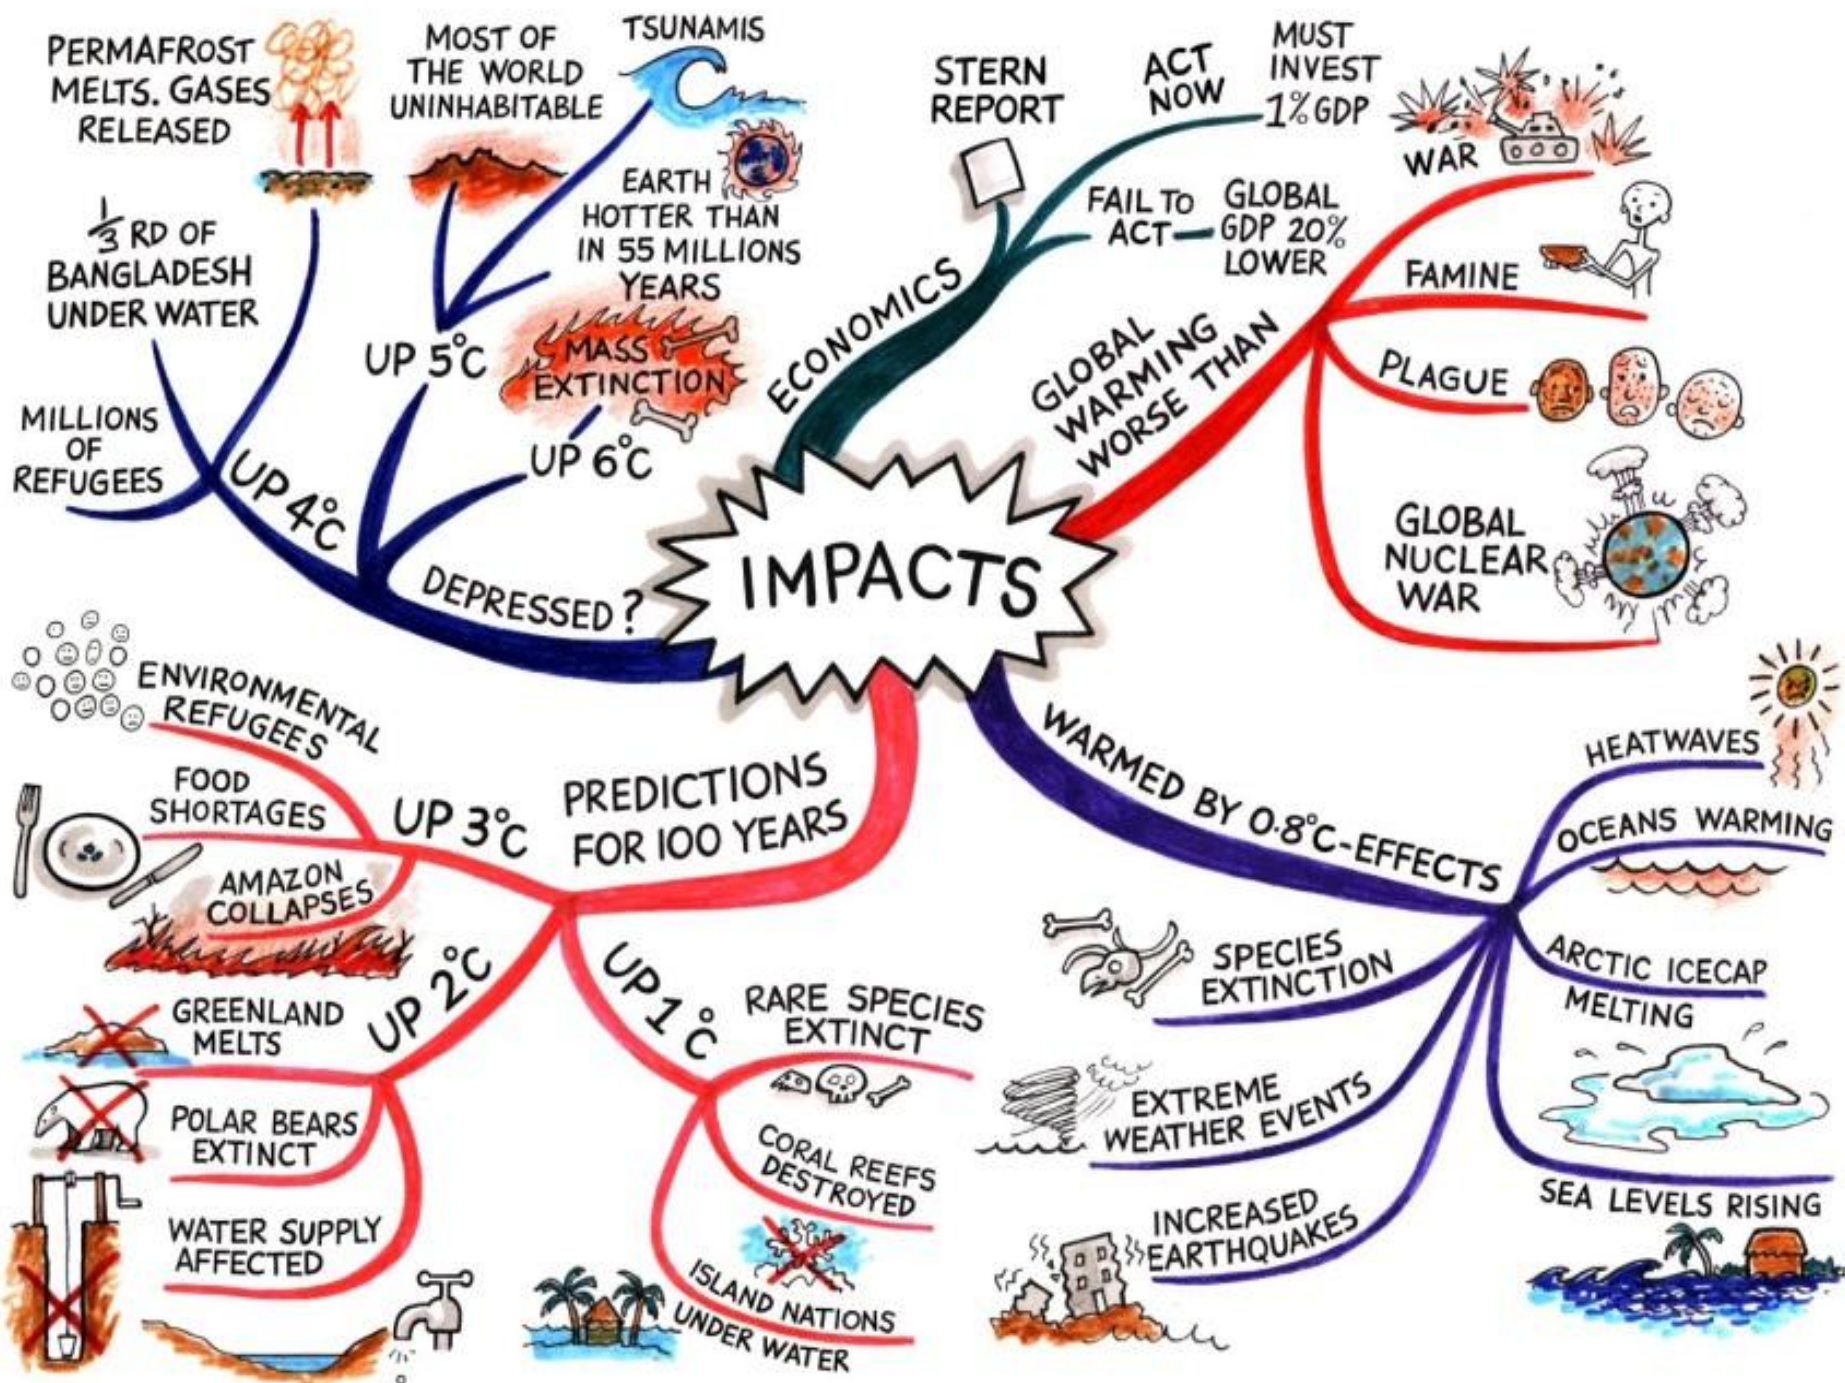 IMPACTS
ECONOMICS
STERN
REPORT
ACT
NOW
MUST
INVEST
1% GDP
FAIL TO
ACT
GLOBAL
GDP 20%
LOWER
GLOBAL
WARMING
WORSE THAN
WAR
FAMINE
PLAGUE
GLOBAL
NUCLEAR
WAR
WARMED BY 0.8°C-EFFECTS
HEATWAVES
OCEANS WARMING
ARCTIC ICECAP
MELTING
SEA LEVELS RISING
INCREASED
EARTHQUAKES
EXTREME
WEATHER EVENTS
SPECIES
EXTINCTION
PREDICTIONS
FOR 100 YEARS
UP 1°C
RARE SPECIES
EXTINCT
CORAL REEFS
DESTROYED
ISLAND NATIONS
UNDER WATER
UP 2°C
GREENLAND
MELTS
POLAR BEARS
EXTINCT
WATER SUPPLY
AFFECTED
UP 3°C
ENVIRONMENTAL
REFUGEES
FOOD
SHORTAGES
AMAZON
COLLAPSES
DEPRESSED?
UP 4°C
MILLIONS
OF
REFUGEES
1/3 RD OF
BANGLADESH
UNDER WATER
PERMAFROST
MELTS. GASES
RELEASED
UP 5°C
MOST OF
THE WORLD
UNINHABITABLE
TSUNAMIS
EARTH
HOTTER THAN
IN 55 MILLIONS
YEARS
UP 6°C
MASS
EXTINCTION